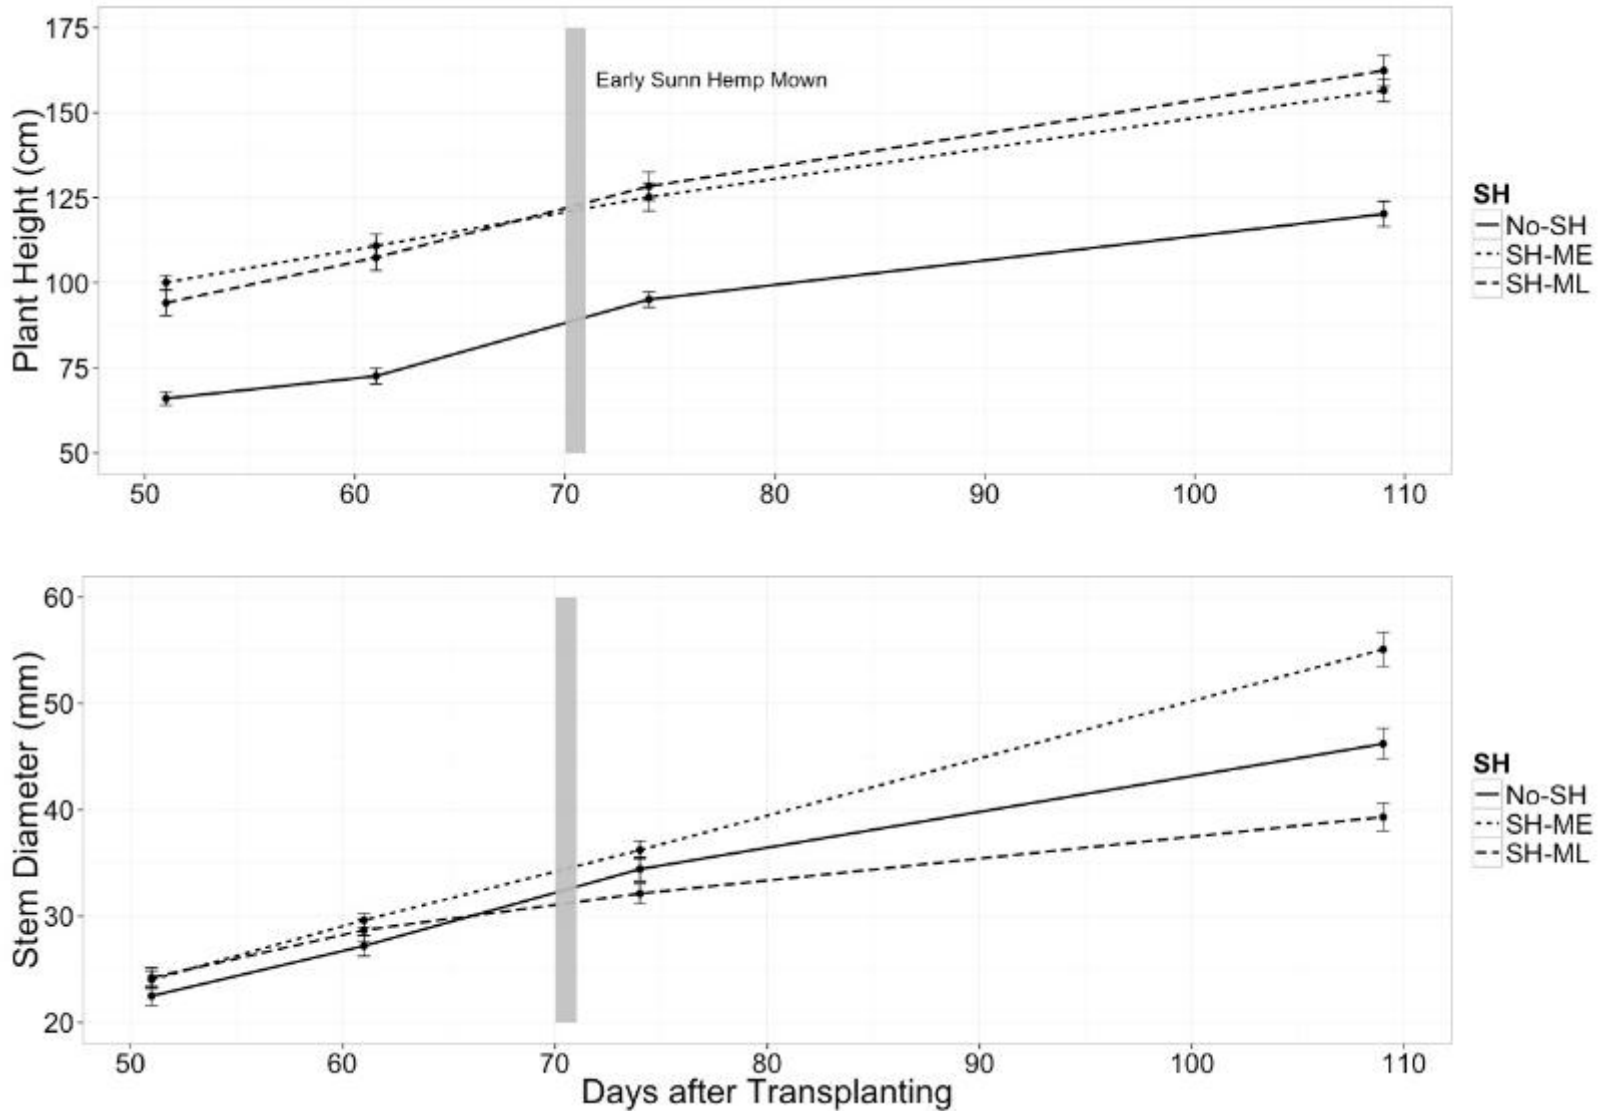 Plant Height (cm)
175
150
125
100
75
50
Early Sunn Hemp Mown
50 60 70 80 90 100 110
SH
No-SH
SH-ME
SH-ML
Stem Diameter (mm)
60
50
40
30
20
50 60 70 80 90 100 110
Days after Transplanting
SH
No-SH
SH-ME
SH-ML